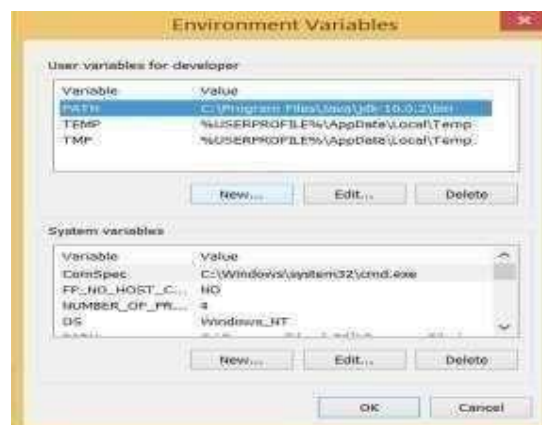 Environment Variables
User variables for developer
Variable Value
PATH C:\Program Files\Java\jdk-16.0.2\bin
TEMP %USERPROFILE%\AppData\Local\Temp
TMP %USERPROFILE%\AppData\Local\Temp
New... Edit... Delete
System variables
Variable Value
ComSpec C:\Windows\system32\cmd.exe
FP_NO_HOST_C... NO
NUMBER_OF_PR... 4
OS Windows_NT
New... Edit... Delete
OK Cancel